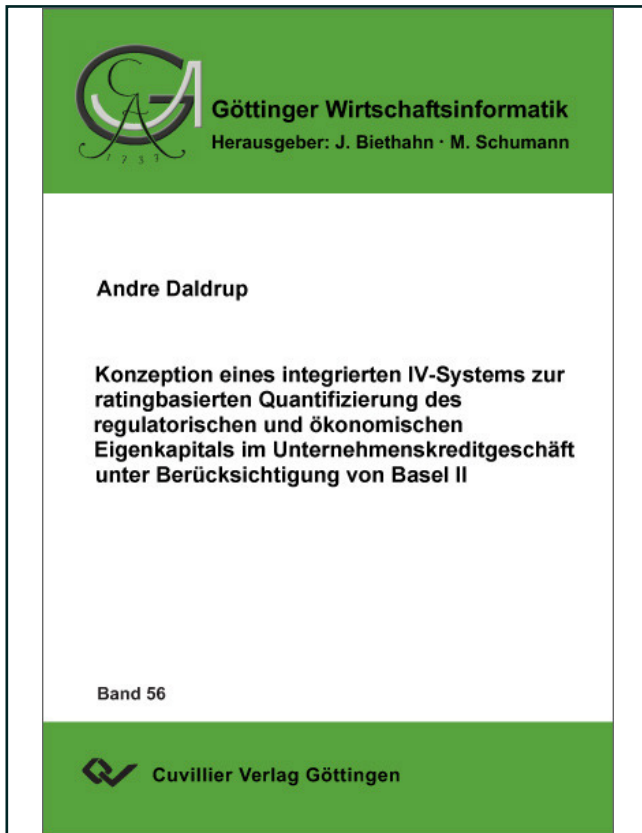 1737
Göttinger Wirtschaftsinformatik
Herausgeber: J. Biethahn · M. Schumann
Andre Daldrup
Konzeption eines integrierten IV-Systems zur
ratingbasierten Quantifizierung des
regulatorischen und ökonomischen
Eigenkapitals im Unternehmenskreditgeschäft
unter Berücksichtigung von Basel II
Band 56
Cuvillier Verlag Göttingen